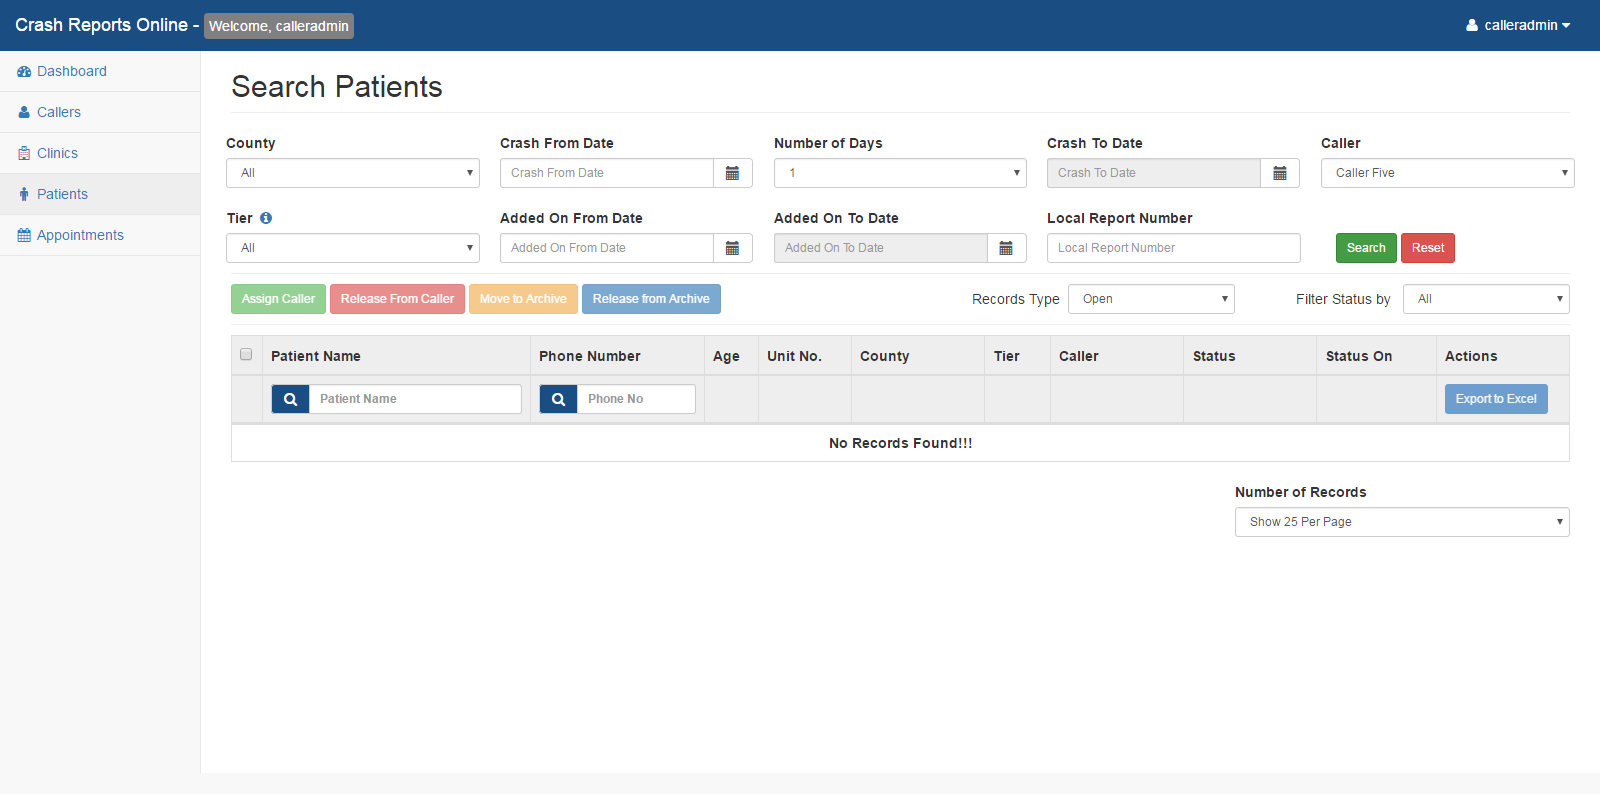 Crash Reports Online - Welcome, calleradmin
calleradmin
Dashboard
Callers
Clinics
Patients
Appointments
Search Patients
County
Crash From Date
Number of Days
Crash To Date
Caller
All
Crash From Date
1
Crash To Date
Caller Five
Tier
Added On From Date
Added On To Date
Local Report Number
All
Added On From Date
Added On To Date
Local Report Number
Search
Reset
Assign Caller
Release From Caller
Move to Archive
Release from Archive
Records Type
Open
Filter Status by
All
Patient Name
Phone Number
Age
Unit No.
County
Tier
Caller
Status
Status On
Actions
Patient Name
Phone No
Export to Excel
No Records Found!!!
Number of Records
Show 25 Per Page